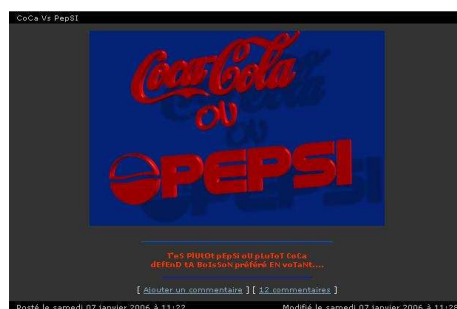 CoCa Vs PepSI
Coca-Cola
OU
PEPSI
T'eS PlUtOt pEpSi oU pLuToT CoCa
dEfEnD tA BoIsSoN préféré EN voTaNt....
[ Ajouter un commentaire ] [ 12 commentaires ]
Posté le samedi 07 janvier 2006 à 11:22
Modifié le samedi 07 janvier 2006 à 11:28